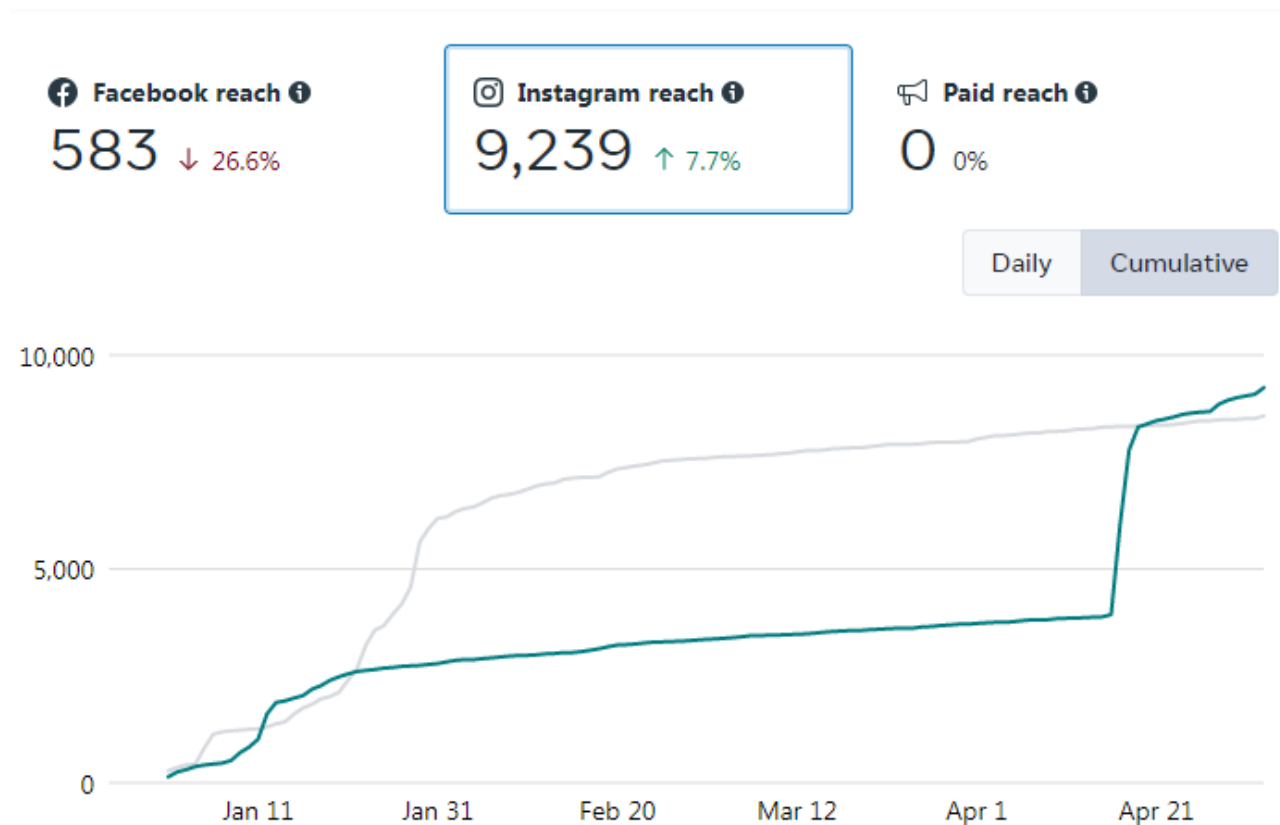 Facebook reach
583 ↓ 26.6%
Instagram reach
9,239 ↑ 7.7%
Paid reach
0 0%
Daily
Cumulative
10,000
5,000
0
Jan 11
Jan 31
Feb 20
Mar 12
Apr 1
Apr 21